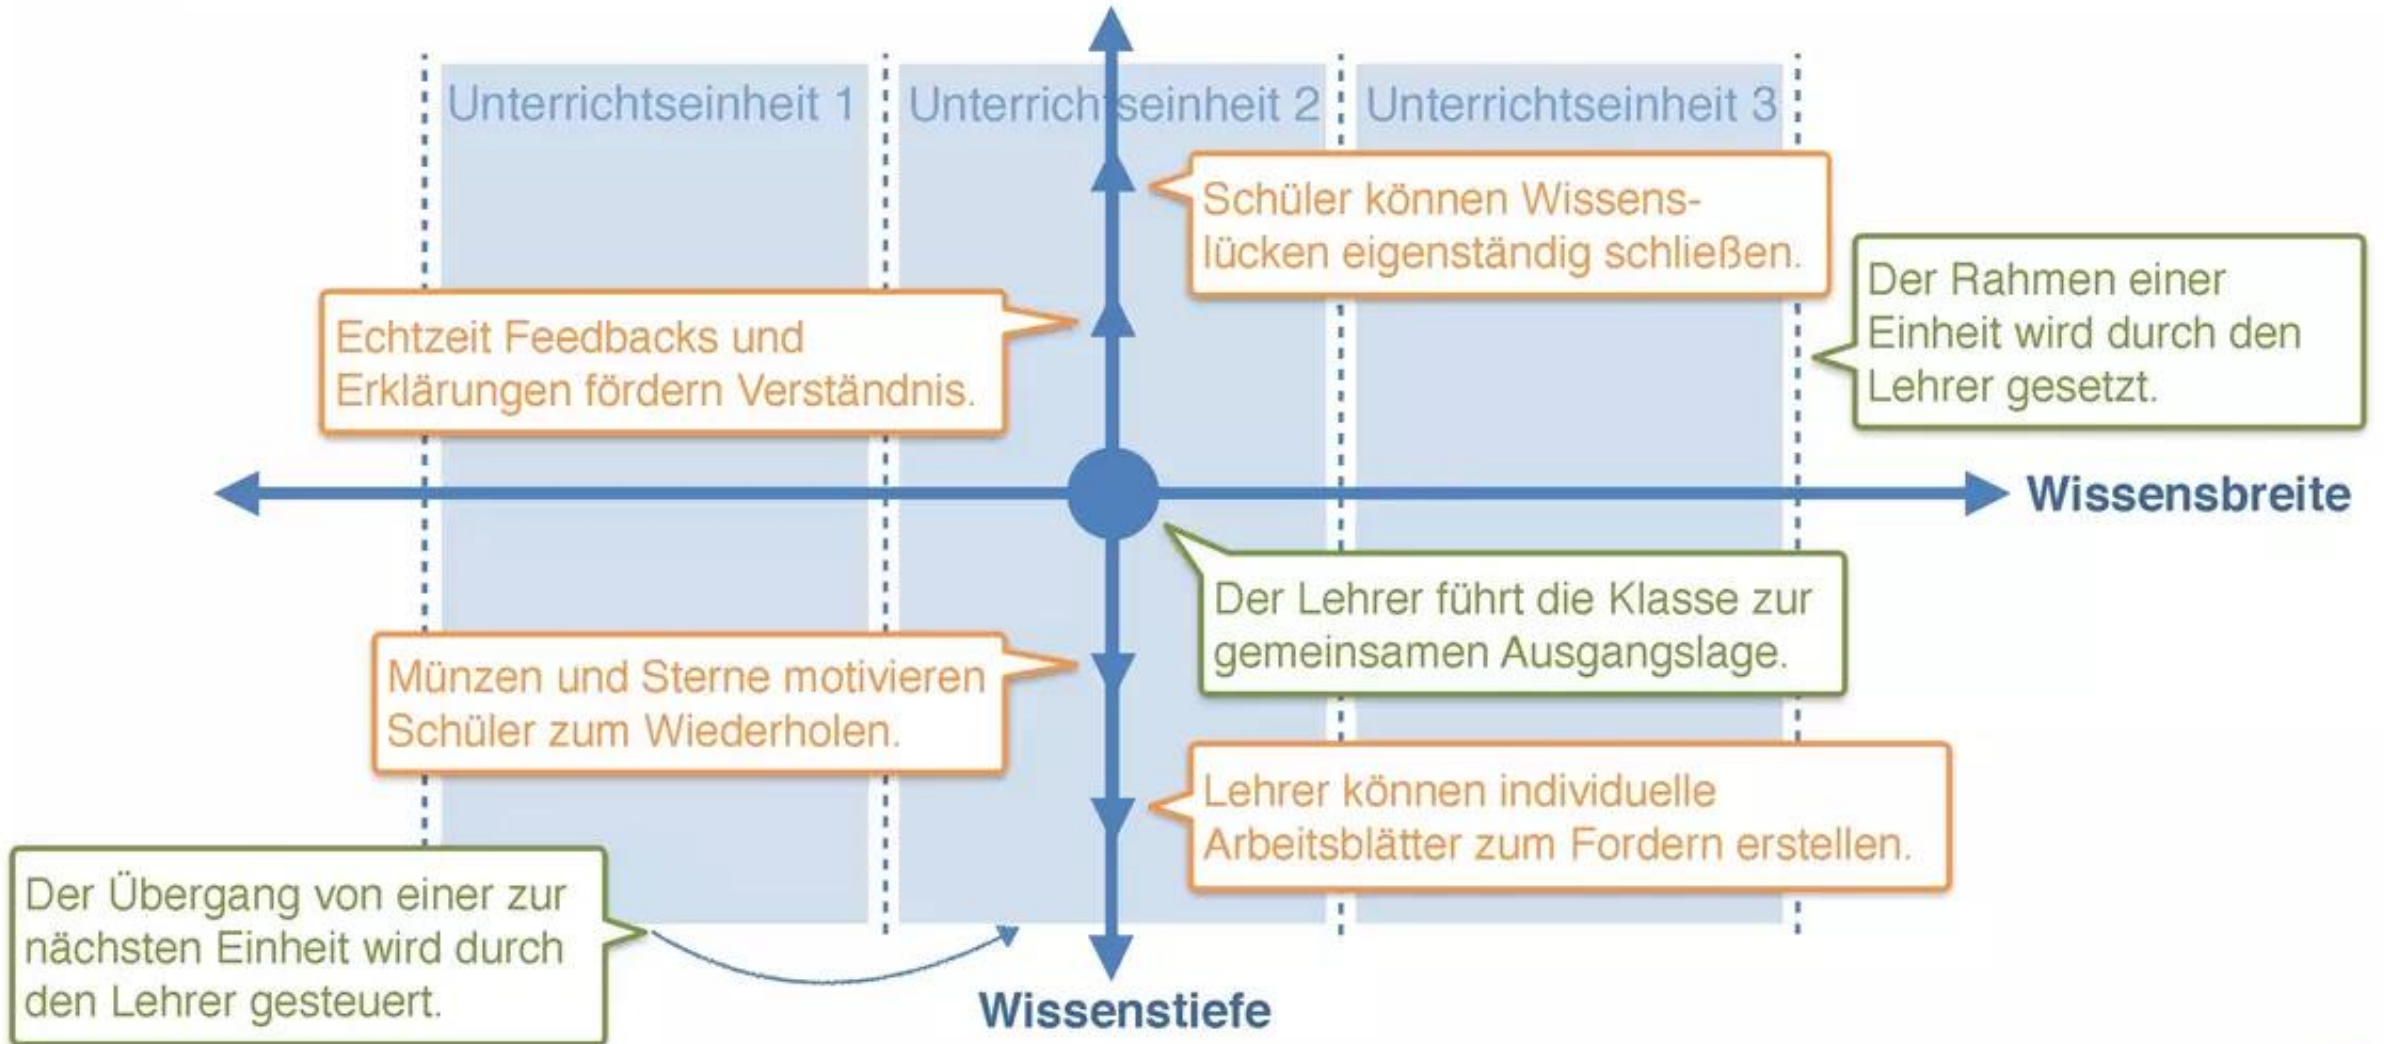 Unterrichtseinheit 1
Unterrichtseinheit 2
Unterrichtseinheit 3
Schüler können Wissens-
lücken eigenständig schließen.
Der Rahmen einer
Einheit wird durch den
Lehrer gesetzt.
Echtzeit Feedbacks und
Erklärungen fördern Verständnis.
Wissensbreite
Der Lehrer führt die Klasse zur
gemeinsamen Ausgangslage.
Münzen und Sterne motivieren
Schüler zum Wiederholen.
Lehrer können individuelle
Arbeitsblätter zum Fordern erstellen.
Der Übergang von einer zur
nächsten Einheit wird durch
den Lehrer gesteuert.
Wissenstiefe